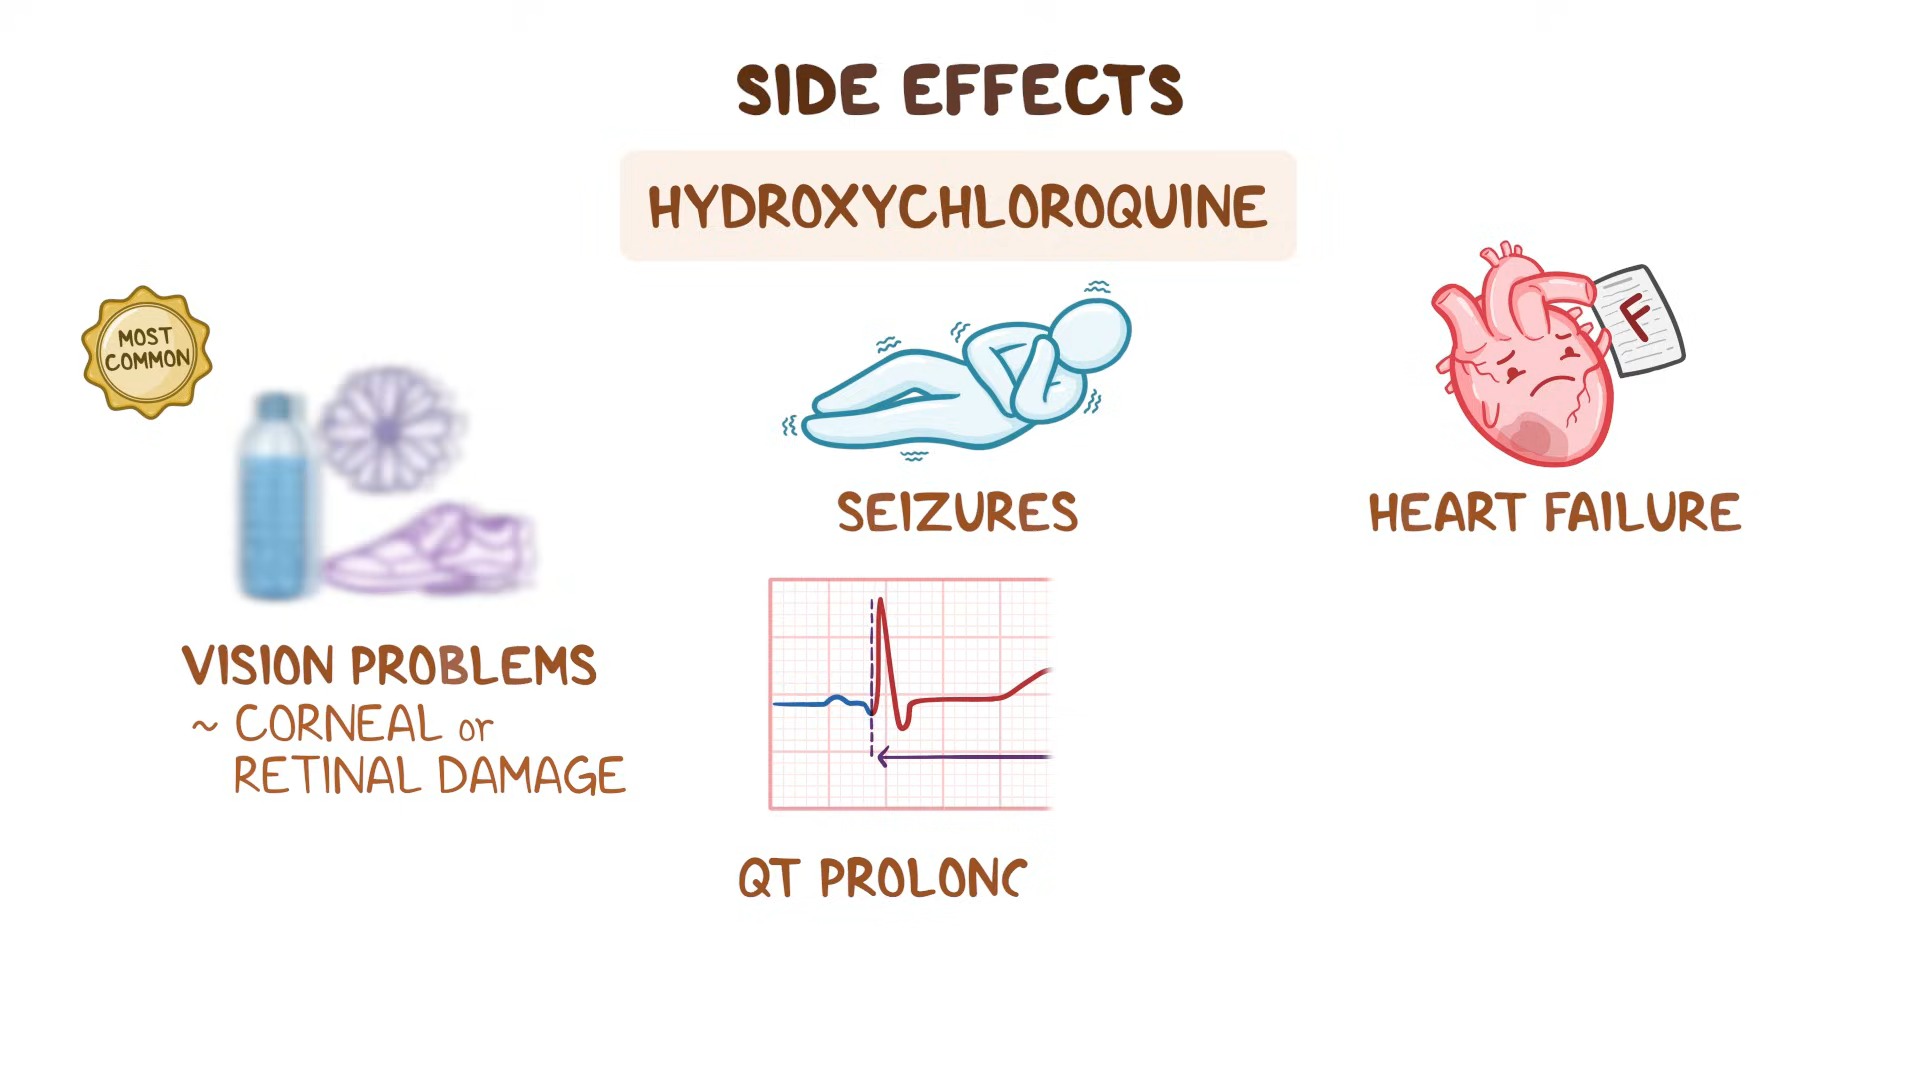 SIDE EFFECTS
HYDROXYCHLOROQUINE
MOST
COMMON
VISION PROBLEMS
~ CORNEAL or
RETINAL DAMAGE
SEIZURES
QT PROLONC
F
HEART FAILURE